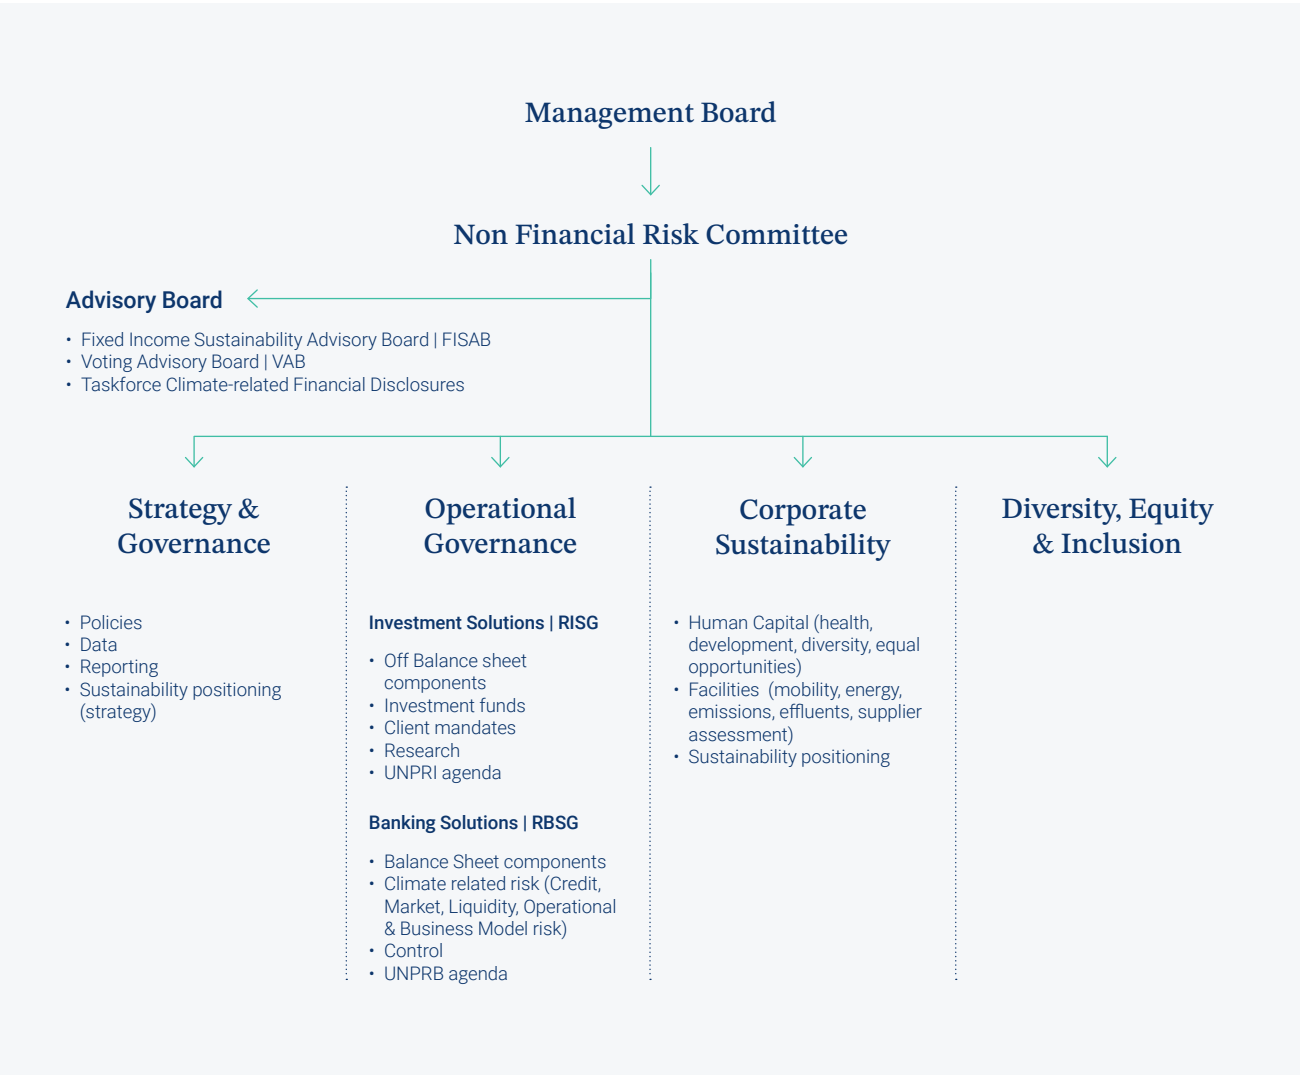 Management Board
Non Financial Risk Committee
Advisory Board
• Fixed Income Sustainability Advisory Board | FISAB
• Voting Advisory Board | VAB
• Taskforce Climate-related Financial Disclosures
Strategy &
Governance
• Policies
• Data
• Reporting
• Sustainability positioning
(strategy)
Operational
Governance
Investment Solutions | RISG
• Off Balance sheet
components
• Investment funds
• Client mandates
• Research
• UNPRI agenda
Banking Solutions | RBSG
• Balance Sheet components
• Climate related risk (Credit,
Market, Liquidity, Operational
& Business Model risk)
• Control
• UNPRB agenda
Corporate
Sustainability
• Human Capital (health,
development, diversity, equal
opportunities)
• Facilities (mobility, energy,
emissions, effluents, supplier
assessment)
• Sustainability positioning
Diversity, Equity
& Inclusion